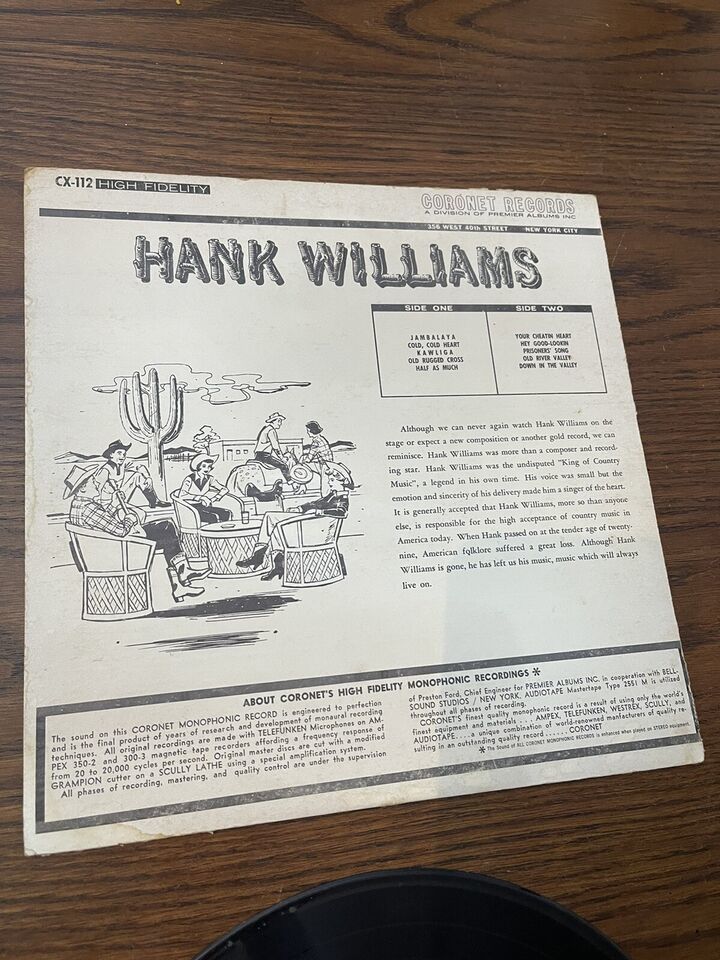 CX-112 HIGH FIDELITY
CORONET RECORDS
A DIVISION OF PREMIER ALBUMS INC
356 WEST 40th STREET NEW YORK CITY
HANK WILLIAMS
SIDE ONE
JAMBALAYA
COLD, COLD HEART
KAWLIGA
OLD RUGGED CROSS
HALF AS MUCH
SIDE TWO
YOUR CHEATIN HEART
HEY GOOD-LOOKIN
PRISONERS' SONG
OLD RIVER VALLEY
DOWN IN THE VALLEY
Although we can never again watch Hank Williams on the
stage or expect a new composition or another gold record, we can
reminisce. Hank Williams was more than a composer and record-
ing star. Hank Williams was the undisputed "King of Country
Music", a legend in his own time. His voice was small but the
emotion and sincerity of his delivery made him a singer of the heart.
It is generally accepted that Hank Williams, more so than anyone
else, is responsible for the high acceptance of country music in
America today. When Hank passed on at the tender age of twenty-
nine, American folklore suffered a great loss. Although Hank
Williams is gone, he has left us his music, music which will always
live on.
ABOUT CORONET'S HIGH FIDELITY MONOPHONIC RECORDINGS *
The sound on this CORONET MONOPHONIC RECORD is engineered to perfection
and is the final product of years of research and development of monaural recording
techniques. All original recordings are made with TELEFUNKEN Microphones on AM-
PEX 350-2 and 300-3 magnetic tape recorders affording a frequency response of
from 20 to 20,000 cycles per second. Original master discs are cut with a modified
GRAMPION cutter on a SCULLY LATHE using a special amplification system.
All phases of recording, mastering, and quality control are under the supervision
of Preston Ford, Chief Engineer for PREMIER ALBUMS INC. in cooperation with BELL-
SOUND STUDIOS / NEW YORK. AUDIOTAPE Mastertape Type 2551 M is utilized
throughout all phases of recording.
CORONET'S finest quality monophonic record is a result of using only the world's
finest equipment and materials . . . AMPEX, TELEFUNKEN, WESTREX, SCULLY, and
AUDIOTAPE. . . . a unique combination of world-renowned manfacturers of quality re-
sulting in an outstanding quality record . . . . . . CORONET
* The Sound of ALL CORONET MONOPHONIC RECORDS is enhanced when played on STEREO equipment.